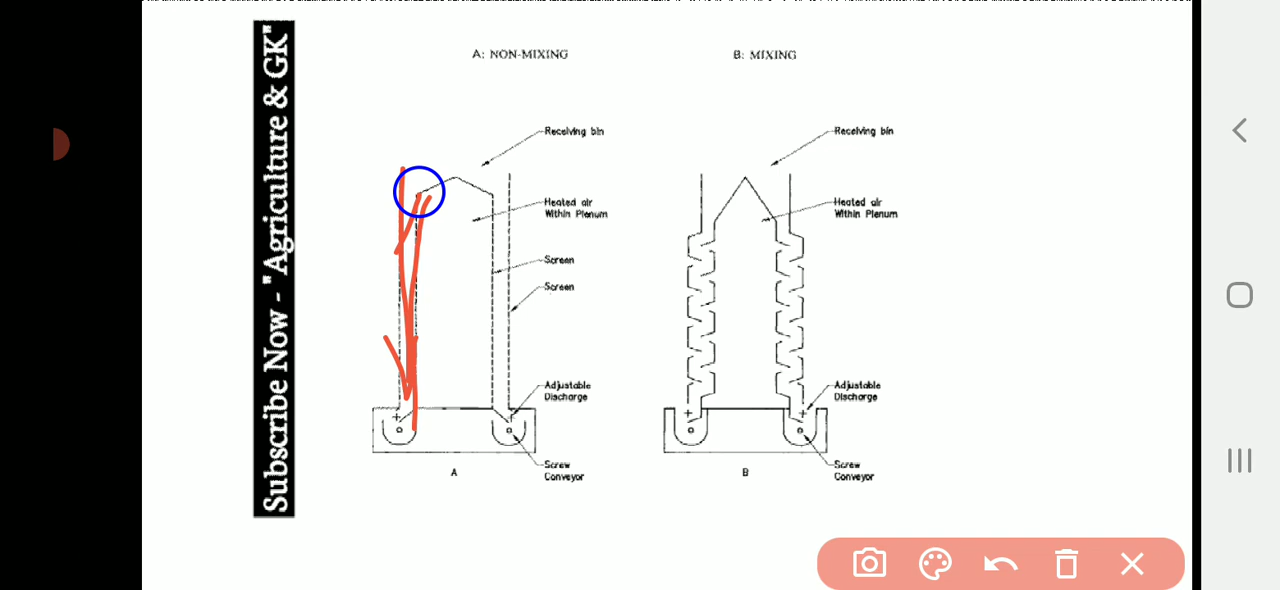 Subscribe Now - "Agriculture & GK"
A: NON-MIXING
B: MIXING
Receiving bin
Heated air
Within Plenum
Screen
Screen
Adjustable
Discharge
Screw
Conveyor
A
Receiving bin
Heated air
Within Plenum
Adjustable
Discharge
Screw
Conveyor
B